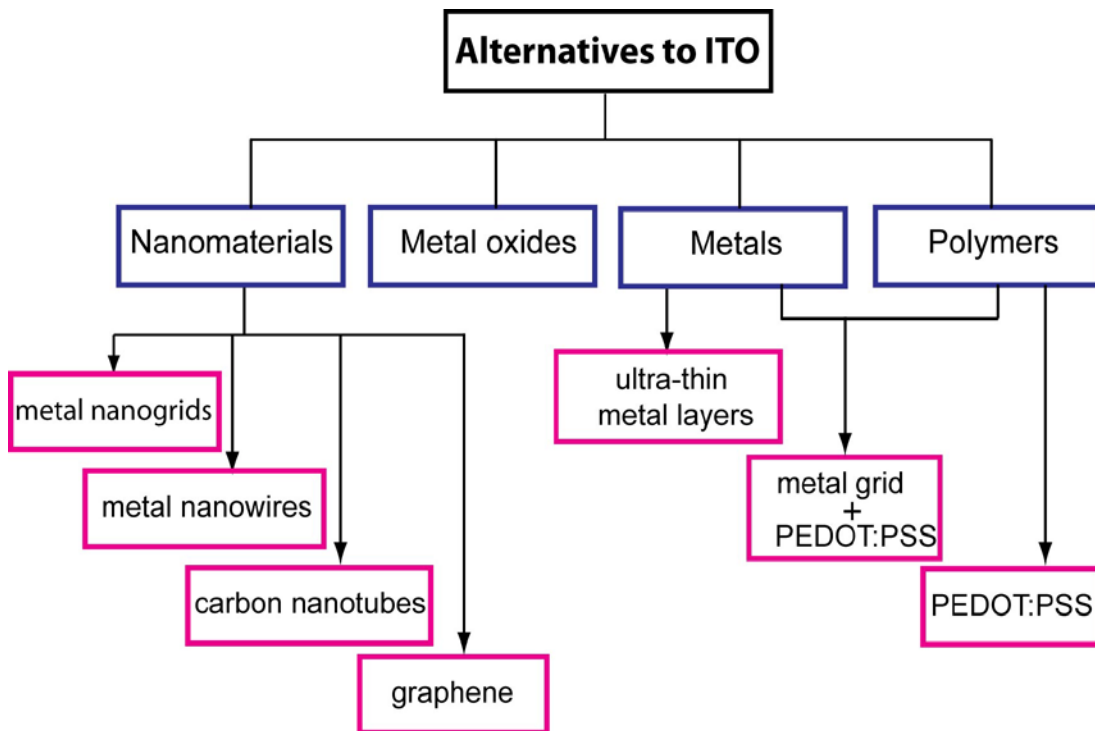 Alternatives to ITO
Nanomaterials
Metal oxides
Metals
Polymers
metal nanogrids
metal nanowires
carbon nanotubes
graphene
ultra-thin
metal layers
metal grid
+
PEDOT:PSS
PEDOT:PSS